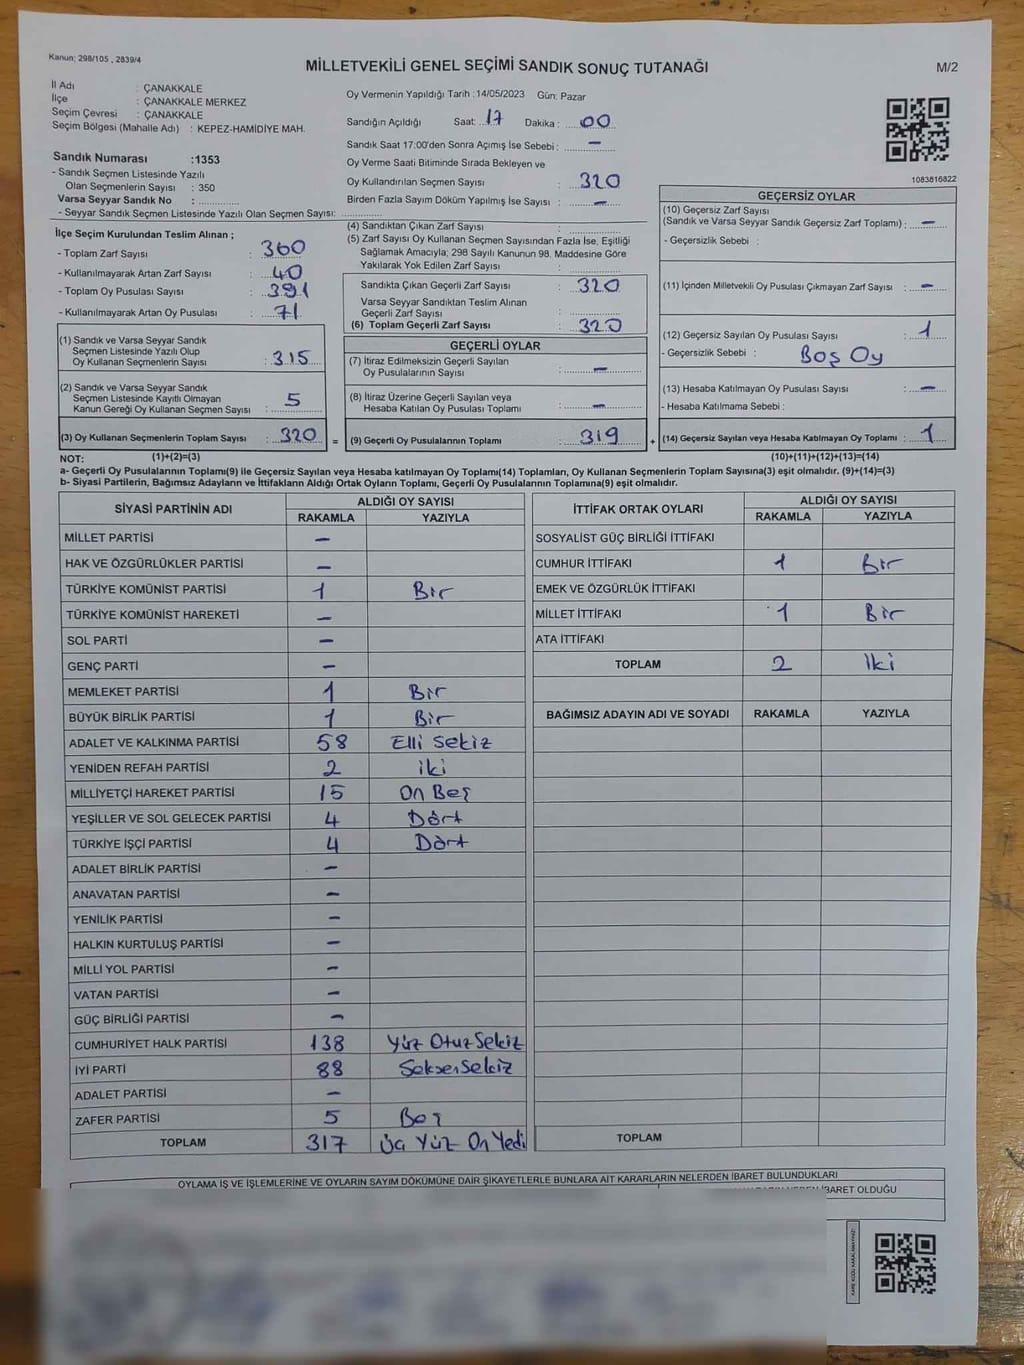 Kanun; 298/105 , 2839/4
MİLLETVEKİLİ GENEL SEÇİMİ SANDIK SONUÇ TUTANAĞI
M/2
İl Adı : ÇANAKKALE
İlçe : ÇANAKKALE MERKEZ
Seçim Çevresi : ÇANAKKALE
Seçim Bölgesi (Mahalle Adı) : KEPEZ-HAMİDİYE MAH.
Sandık Numarası :1353
- Sandık Seçmen Listesinde Yazılı
Olan Seçmenlerin Sayısı : 350
Varsa Seyyar Sandık No :
- Seyyar Sandık Seçmen Listesinde Yazılı Olan Seçmen Sayısı:
Oy Vermenin Yapıldığı Tarih :14/05/2023 Gün: Pazar
Sandığın Açıldığı Saat: 17 Dakika : 00
Sandık Saat 17:00'den Sonra Açımış İse Sebebi : –
Oy Verme Saati Bitiminde Sırada Bekleyen ve
Oy Kullandırılan Seçmen Sayısı : 320
Birden Fazla Sayım Döküm Yapılmış İse Sayısı : –
1083816822
İlçe Seçim Kurulundan Teslim Alınan ;
- Toplam Zarf Sayısı : 360
- Kullanılmayarak Artan Zarf Sayısı : 40
- Toplam Oy Pusulası Sayısı : 391
- Kullanılmayarak Artan Oy Pusulası : 71
(1) Sandık ve Varsa Seyyar Sandık
Seçmen Listesinde Yazılı Olup
Oy Kullanan Seçmenlerin Sayısı : 315
(2) Sandık ve Varsa Seyyar Sandık
Seçmen Listesinde Kayıtlı Olmayan
Kanun Gereği Oy Kullanan Seçmen Sayısı : 5
(3) Oy Kullanan Seçmenlerin Toplam Sayısı : 320
(4) Sandıktan Çıkan Zarf Sayısı :
(5) Zarf Sayısı Oy Kullanan Seçmen Sayısından Fazla İse, Eşitliği
Sağlamak Amacıyla; 298 Sayılı Kanunun 98. Maddesine Göre
Yakılarak Yok Edilen Zarf Sayısı :
Sandıkta Çıkan Geçerli Zarf Sayısı : 320
Varsa Seyyar Sandıktan Teslim Alınan
Geçerli Zarf Sayısı :
(6) Toplam Geçerli Zarf Sayısı : 320
GEÇERLİ OYLAR
(7) İtiraz Edilmeksizin Geçerli Sayılan
Oy Pusulalarının Sayısı : –
(8) İtiraz Üzerine Geçerli Sayılan veya
Hesaba Katılan Oy Pusulası Toplamı : –
= (9) Geçerli Oy Pusulalarının Toplamı : 319
GEÇERSİZ OYLAR
(10) Geçersiz Zarf Sayısı
(Sandık ve Varsa Seyyar Sandık Geçersiz Zarf Toplamı) : –
- Geçersizlik Sebebi :
(11) İçinden Milletvekili Oy Pusulası Çıkmayan Zarf Sayısı : –
(12) Geçersiz Sayılan Oy Pusulası Sayısı : 1
- Geçersizlik Sebebi : Boş Oy
(13) Hesaba Katılmayan Oy Pusulası Sayısı : –
- Hesaba Katılmama Sebebi :
+ (14) Geçersiz Sayılan veya Hesaba Katılmayan Oy Toplamı : 1
NOT: (1)+(2)=(3) (10)+(11)+(12)+(13)=(14)
a- Geçerli Oy Pusulalarının Toplamı(9) ile Geçersiz Sayılan veya Hesaba katılmayan Oy Toplamı(14) Toplamları, Oy Kullanan Seçmenlerin Toplam Sayısına(3) eşit olmalıdır. (9)+(14)=(3)
b- Siyasi Partilerin, Bağımsız Adayların ve İttifakların Aldığı Ortak Oyların Toplamı, Geçerli Oy Pusulalarının Toplamına(9) eşit olmalıdır.
SİYASİ PARTİNİN ADI ALDIĞI OY SAYISI
RAKAMLA YAZIYLA
MİLLET PARTİSİ –
HAK VE ÖZGÜRLÜKLER PARTİSİ –
TÜRKİYE KOMÜNİST PARTİSİ 1 Bir
TÜRKİYE KOMÜNİST HAREKETİ –
SOL PARTİ –
GENÇ PARTİ –
MEMLEKET PARTİSİ 1 Bir
BÜYÜK BİRLİK PARTİSİ 1 Bir
ADALET VE KALKINMA PARTİSİ 58 Elli Sekiz
YENİDEN REFAH PARTİSİ 2 iki
MİLLİYETÇİ HAREKET PARTİSİ 15 On Beş
YEŞİLLER VE SOL GELECEK PARTİSİ 4 Dört
TÜRKİYE İŞÇİ PARTİSİ 4 Dört
ADALET BİRLİK PARTİSİ –
ANAVATAN PARTİSİ –
YENİLİK PARTİSİ –
HALKIN KURTULUŞ PARTİSİ –
MİLLİ YOL PARTİSİ –
VATAN PARTİSİ –
GÜÇ BİRLİĞİ PARTİSİ –
CUMHURİYET HALK PARTİSİ 138 Yüz Otuz Sekiz
İYİ PARTİ 88 Seksen Sekiz
ADALET PARTİSİ –
ZAFER PARTİSİ 5 Beş
TOPLAM 317 Üç Yüz On Yedi
İTTİFAK ORTAK OYLARI ALDIĞI OY SAYISI
RAKAMLA YAZIYLA
SOSYALİST GÜÇ BİRLİĞİ İTTİFAKI
CUMHUR İTTİFAKI 1 Bir
EMEK VE ÖZGÜRLÜK İTTİFAKI
MİLLET İTTİFAKI 1 Bir
ATA İTTİFAKI
TOPLAM 2 İki
BAĞIMSIZ ADAYIN ADI VE SOYADI RAKAMLA YAZIYLA
TOPLAM
OYLAMA İŞ VE İŞLEMLERİNE VE OYLARIN SAYIM DÖKÜMÜNE DAİR ŞİKAYETLERLE BUNLARA AİT KARARLARIN NELERDEN İBARET BULUNDUKLARI
İBARET OLDUĞU
KARE KODU KARALAMAYINIZ!